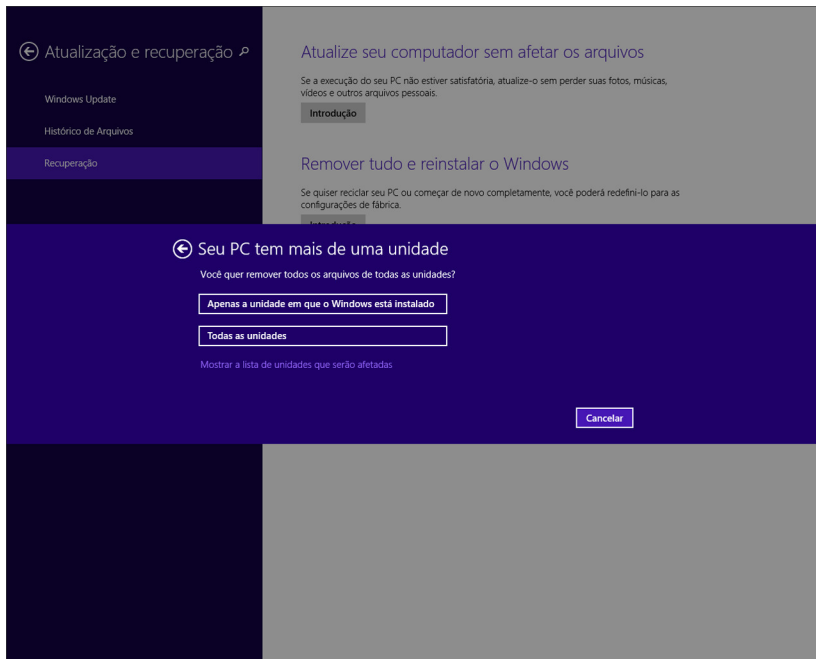 Atualização e recuperação
Windows Update
Histórico de Arquivos
Recuperação
Atualize seu computador sem afetar os arquivos
Se a execução do seu PC não estiver satisfatória, atualize-o sem perder suas fotos, músicas,
vídeos e outros arquivos pessoais.
Introdução
Remover tudo e reinstalar o Windows
Se quiser reciclar seu PC ou começar de novo completamente, você poderá redefini-lo para as
configurações de fábrica.
Seu PC tem mais de uma unidade
Você quer remover todos os arquivos de todas as unidades?
Apenas a unidade em que o Windows está instalado
Todas as unidades
Mostrar a lista de unidades que serão afetadas
Cancelar